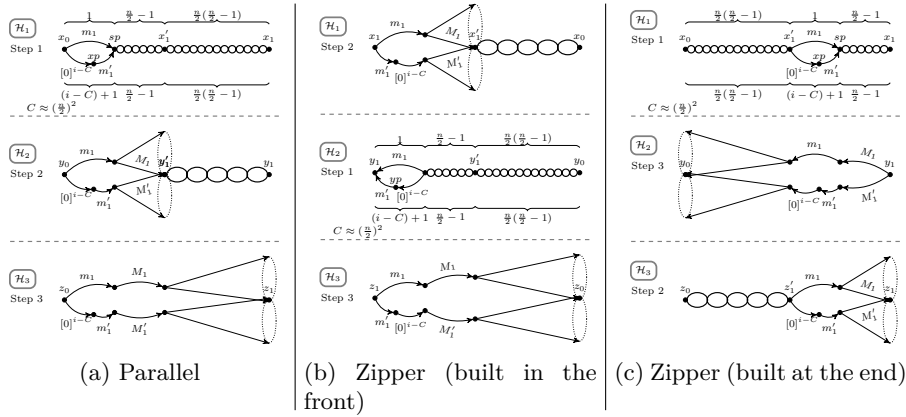 H₁
Step 1
1
n/2 − 1
n/2(n/2 − 1)
x₀ m₁ sp x′₁ x₁
xp
[0]^{i−C} m′₁
(i − C) + 1
n/2 − 1
n/2(n/2 − 1)
C ≈ (n/2)²
H₂
Step 2
y₀ m₁ M₁ y′₁ y₁
[0]^{i−C} m′₁ M′₁
H₃
Step 3
z₀ m₁ M₁ z₁
[0]^{i−C} m′₁ M′₁
(a) Parallel
H₁
Step 2
x₁ m₁ M₁ x′₁ x₀
m′₁ [0]^{i−C} M′₁
H₂
Step 1
1
n/2 − 1
n/2(n/2 − 1)
y₁ m₁ y′₁ y₀
yp
m′₁ [0]^{i−C}
(i − C) + 1
n/2 − 1
n/2(n/2 − 1)
C ≈ (n/2)²
H₃
Step 3
z₁ m₁ M₁ z₀
m′₁ [0]^{i−C} M′₁
(b) Zipper (built in the
front)
H₁
Step 1
n/2(n/2 − 1)
1
n/2 − 1
x₀ x′₁ m₁ sp x₁
xp
[0]^{i−C} m′₁
n/2(n/2 − 1)
(i − C) + 1
n/2 − 1
C ≈ (n/2)²
H₂
Step 3
y₀ m₁ M₁ y₁
[0]^{i−C} m′₁ M′₁
H₃
Step 2
z₀ z′₁ m₁ M₁ z₁
[0]^{i−C} m′₁ M′₁
(c) Zipper (built at the end)